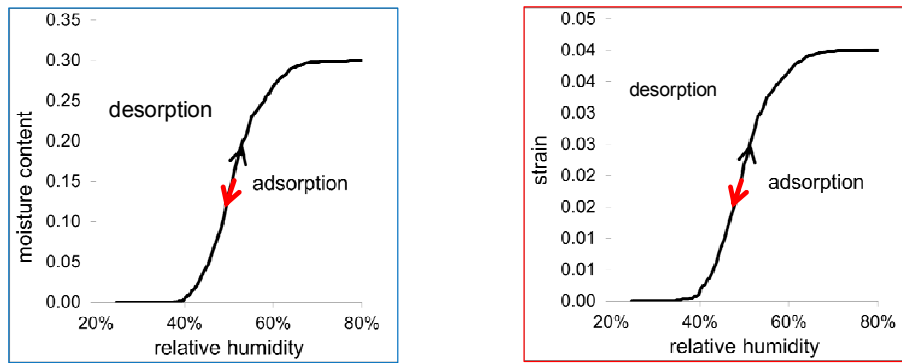 0.35
0.30
0.25
0.20
0.15
0.10
0.05
0.00
moisture content
desorption
adsorption
20% 40% 60% 80%
relative humidity
0.05
0.04
0.04
0.03
0.03
0.02
0.02
0.01
0.01
0.00
strain
desorption
adsorption
20% 40% 60% 80%
relative humidity